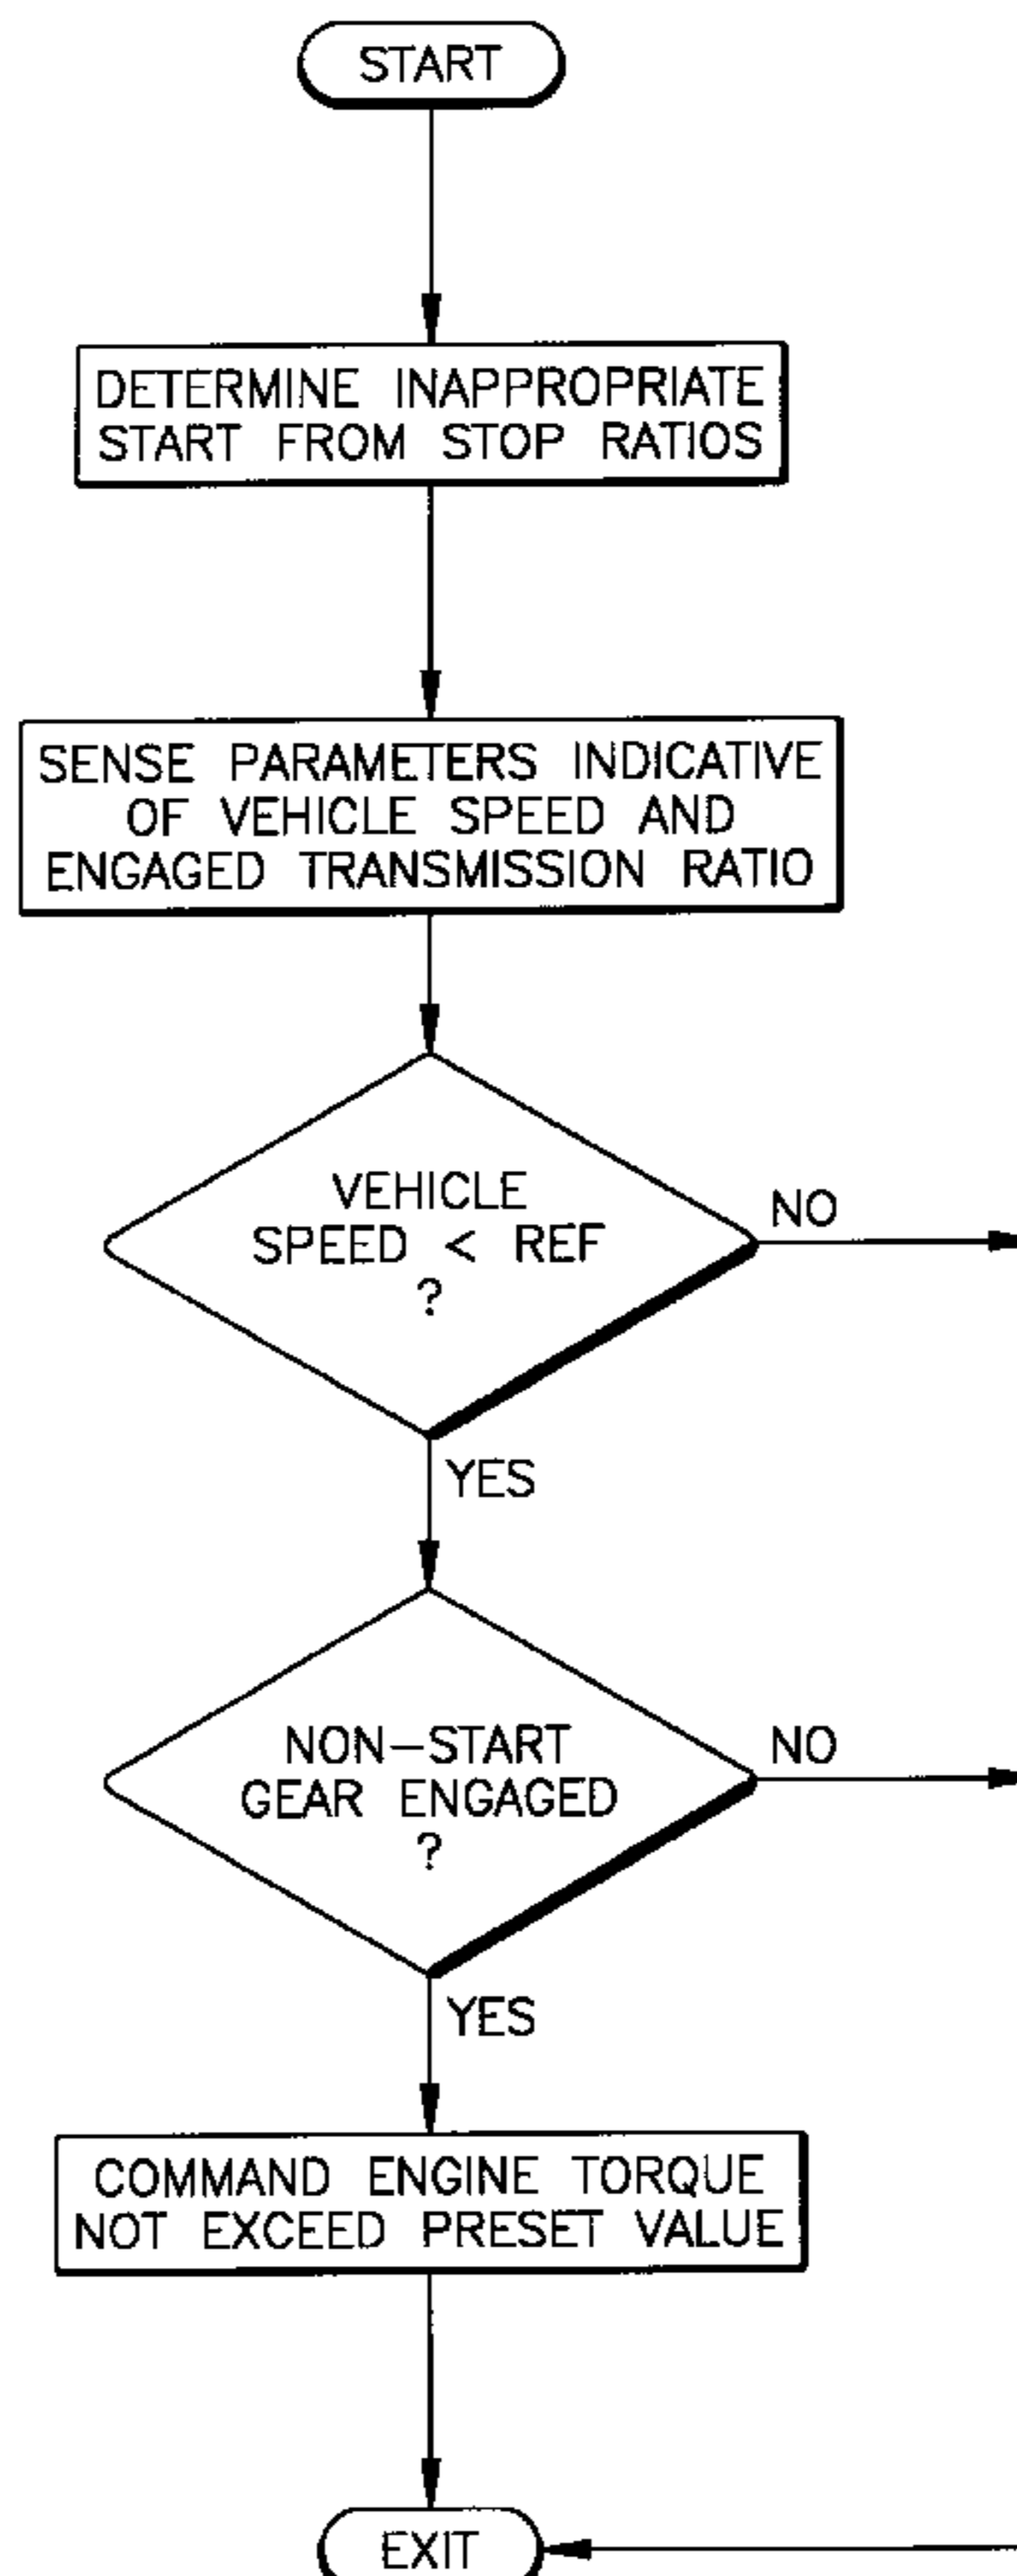 START
DETERMINE INAPPROPRIATE
START FROM STOP RATIOS
SENSE PARAMETERS INDICATIVE
OF VEHICLE SPEED AND
ENGAGED TRANSMISSION RATIO
VEHICLE
SPEED < REF
?
NO
YES
NON-START
GEAR ENGAGED
?
NO
YES
COMMAND ENGINE TORQUE
NOT EXCEED PRESET VALUE
EXIT